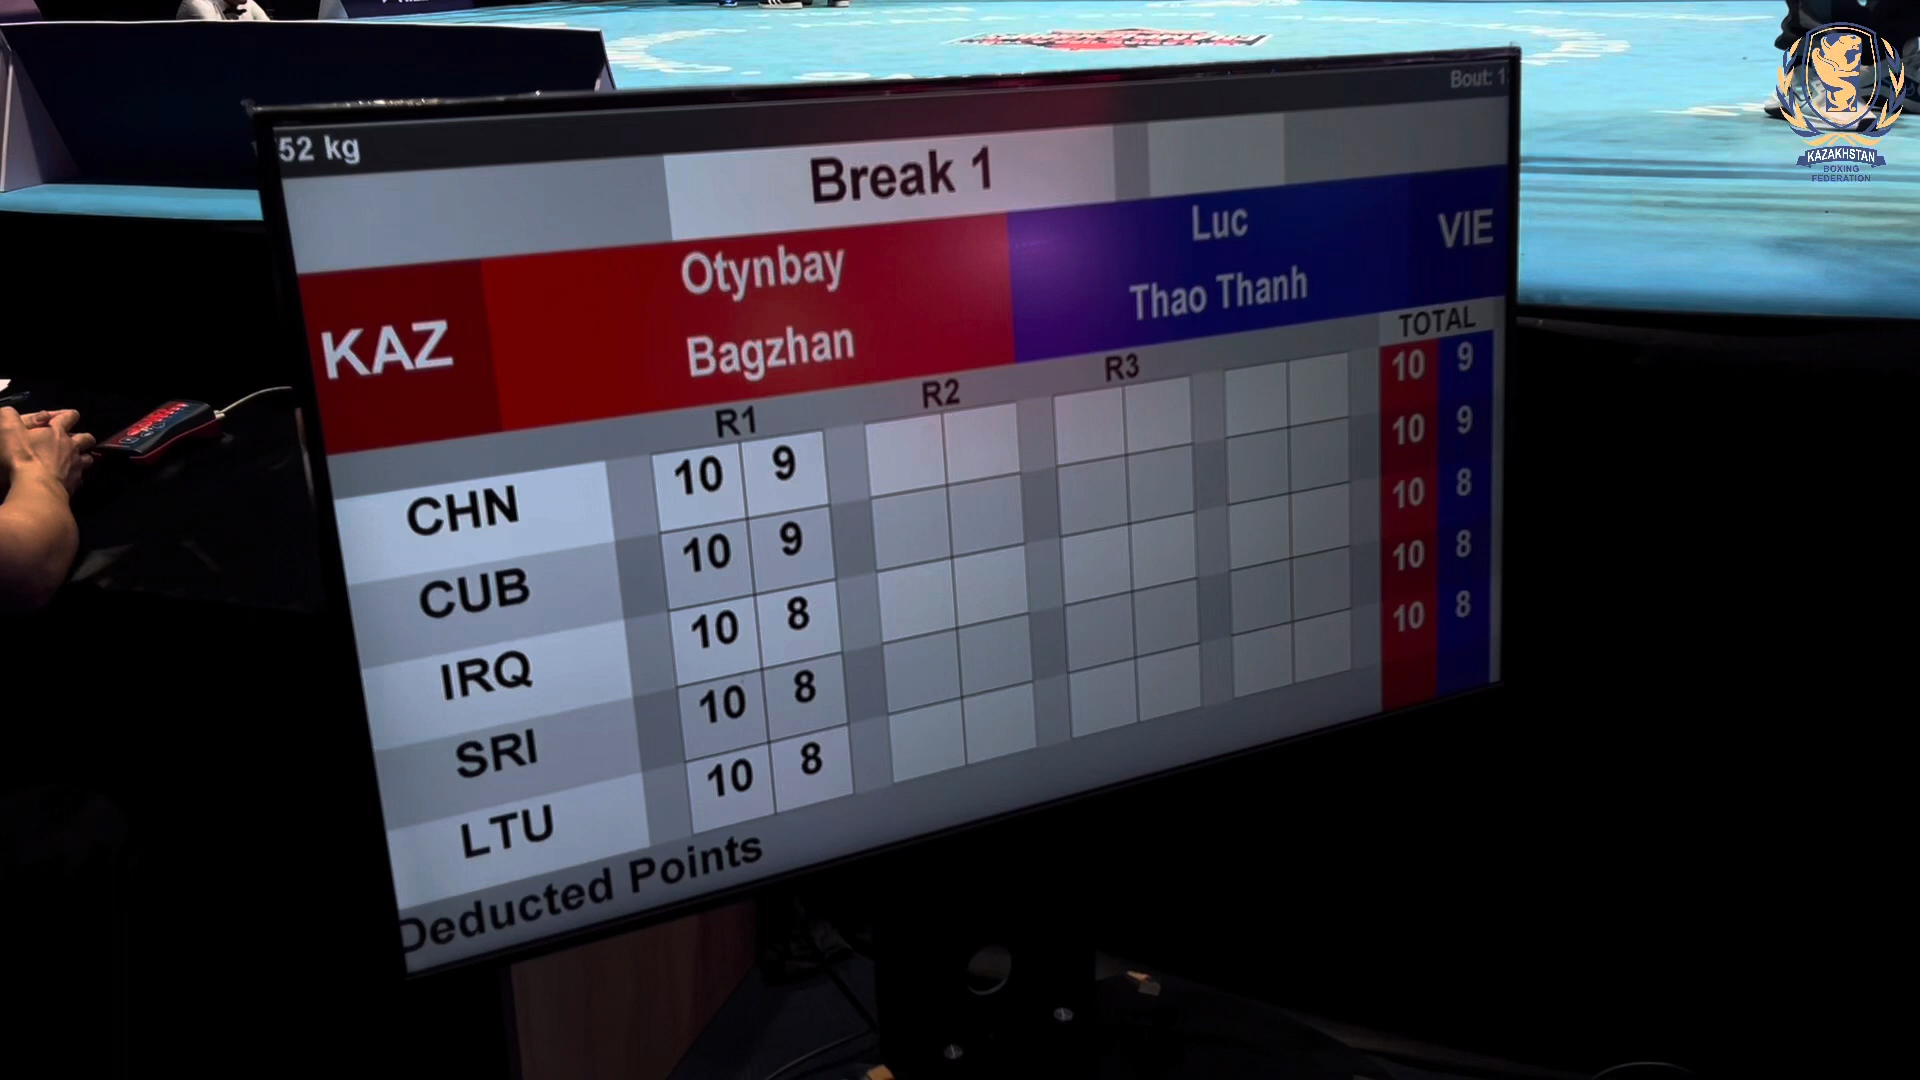 52 kg
Bout: 1
Break 1
KAZ
Otynbay
Bagzhan
Luc
Thao Thanh
VIE
R1 R2 R3 TOTAL
CHN 10 9 10 9
CUB 10 9 10 9
IRQ 10 8 10 8
SRI 10 8 10 8
LTU 10 8 10 8
Deducted Points
KAZAKHSTAN
BOXING
FEDERATION